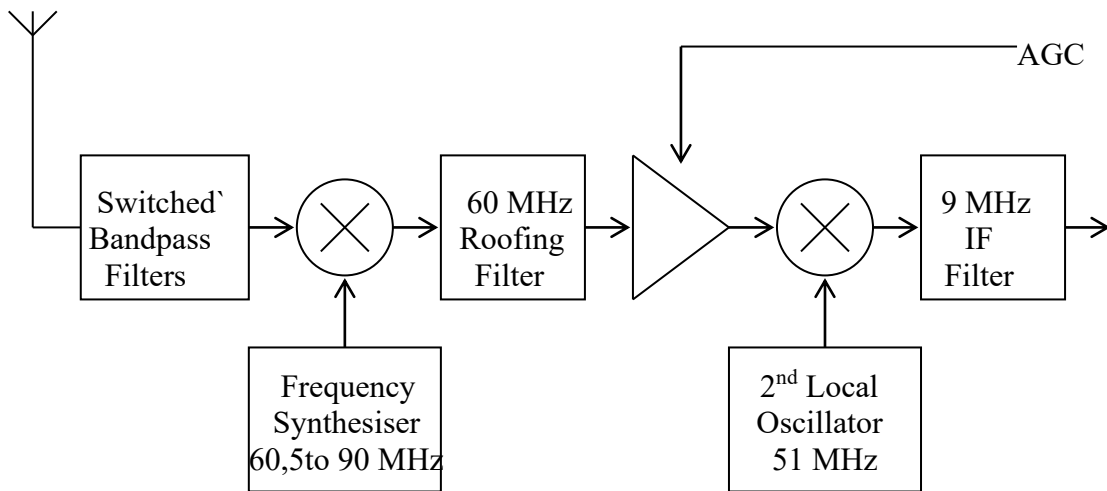 AGC
Switched`
Bandpass
Filters
60 MHz
Roofing
Filter
9 MHz
IF
Filter
Frequency
Synthesiser
60,5to 90 MHz
2nd Local
Oscillator
51 MHz